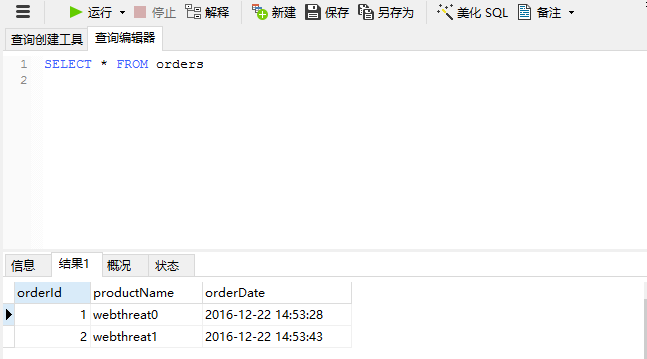 运行 停止 解释 新建 保存 另存为 美化 SQL 备注
查询创建工具 查询编辑器
1 SELECT * FROM orders
2
信息 结果1 概况 状态
orderId productName orderDate
1 webthreat0 2016-12-22 14:53:28
2 webthreat1 2016-12-22 14:53:43